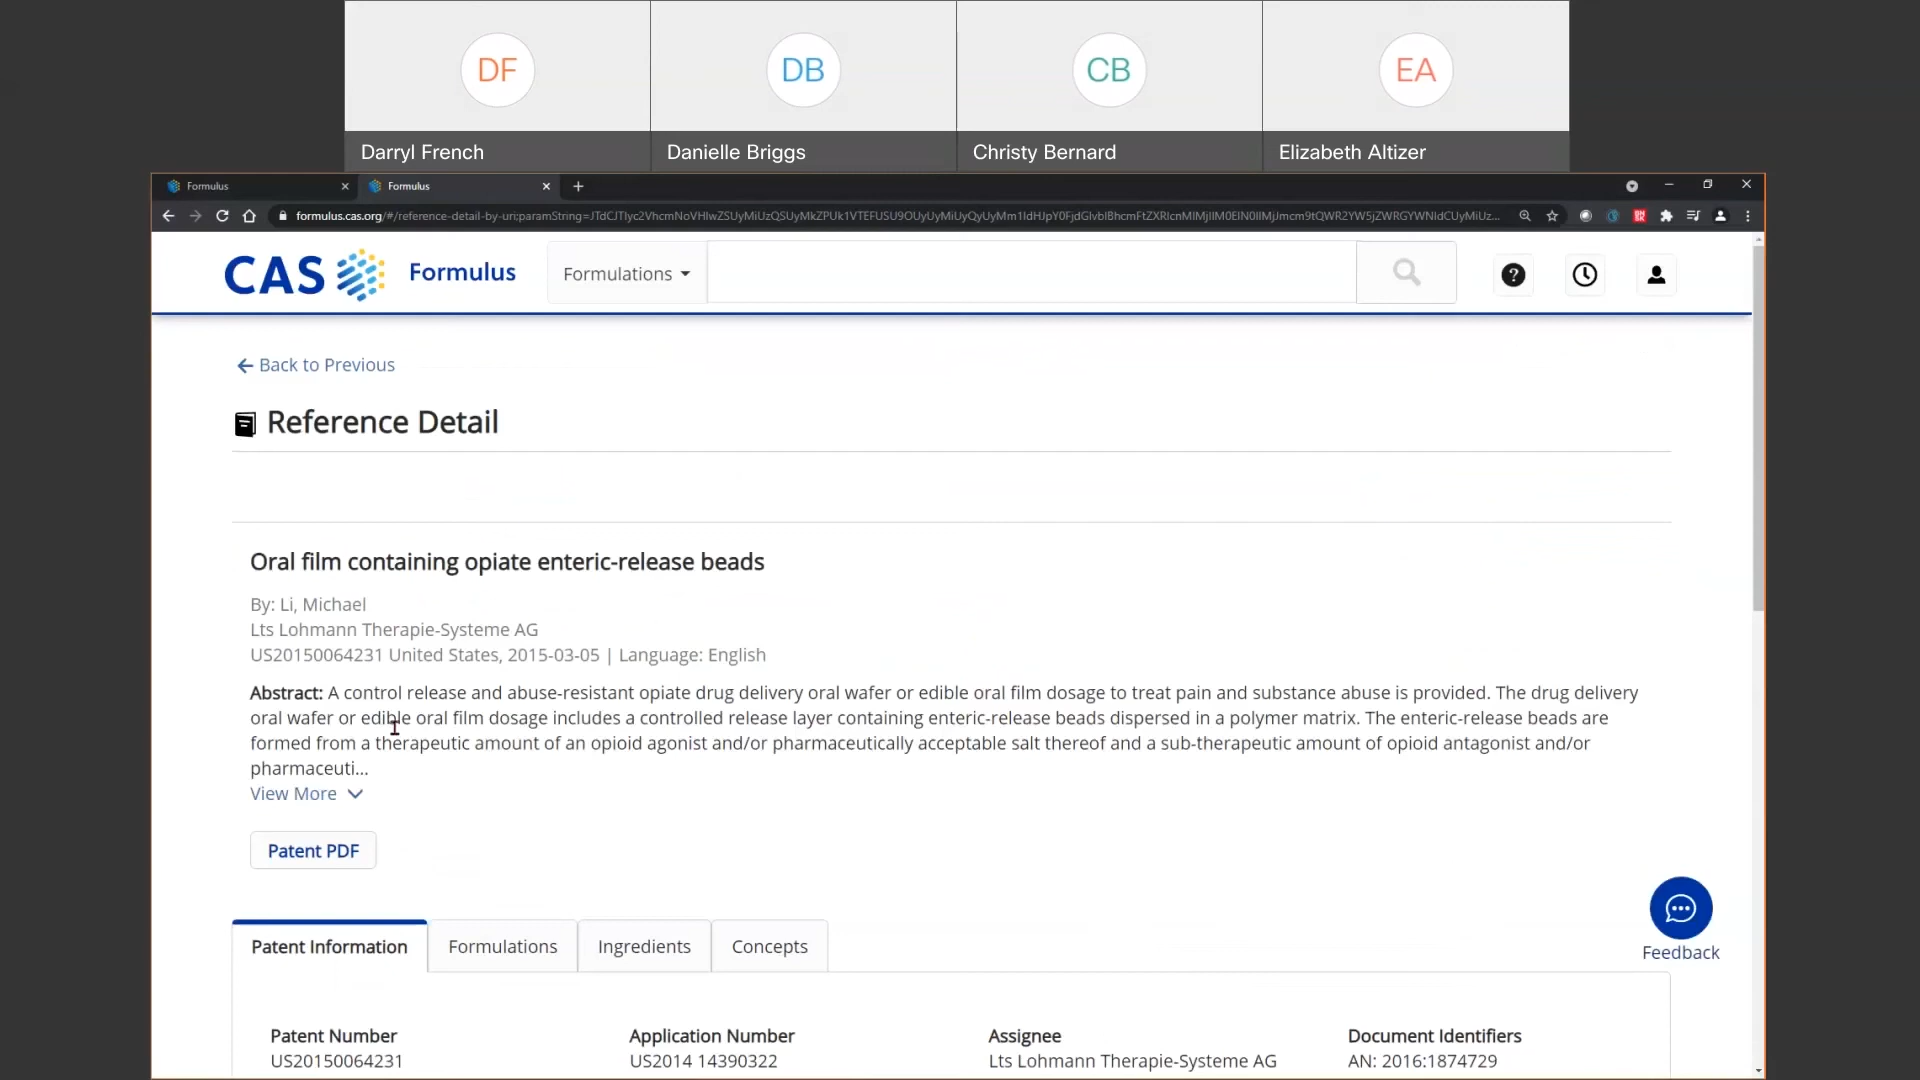 DF
DB
CB
EA
Darryl French
Danielle Briggs
Christy Bernard
Elizabeth Altizer
Formulus
Formulus
CAS Formulus
Formulations
Back to Previous
Reference Detail
Oral film containing opiate enteric-release beads
By: Li, Michael
Lts Lohmann Therapie-Systeme AG
US20150064231 United States, 2015-03-05 | Language: English
Abstract: A control release and abuse-resistant opiate drug delivery oral wafer or edible oral film dosage to treat pain and substance abuse is provided. The drug delivery
oral wafer or edible oral film dosage includes a controlled release layer containing enteric-release beads dispersed in a polymer matrix. The enteric-release beads are
formed from a therapeutic amount of an opioid agonist and/or pharmaceutically acceptable salt thereof and a sub-therapeutic amount of opioid antagonist and/or
pharmaceuti...
View More
Patent PDF
Feedback
Patent Information
Formulations
Ingredients
Concepts
Patent Number
US20150064231
Application Number
US2014 14390322
Assignee
Lts Lohmann Therapie-Systeme AG
Document Identifiers
AN: 2016:1874729